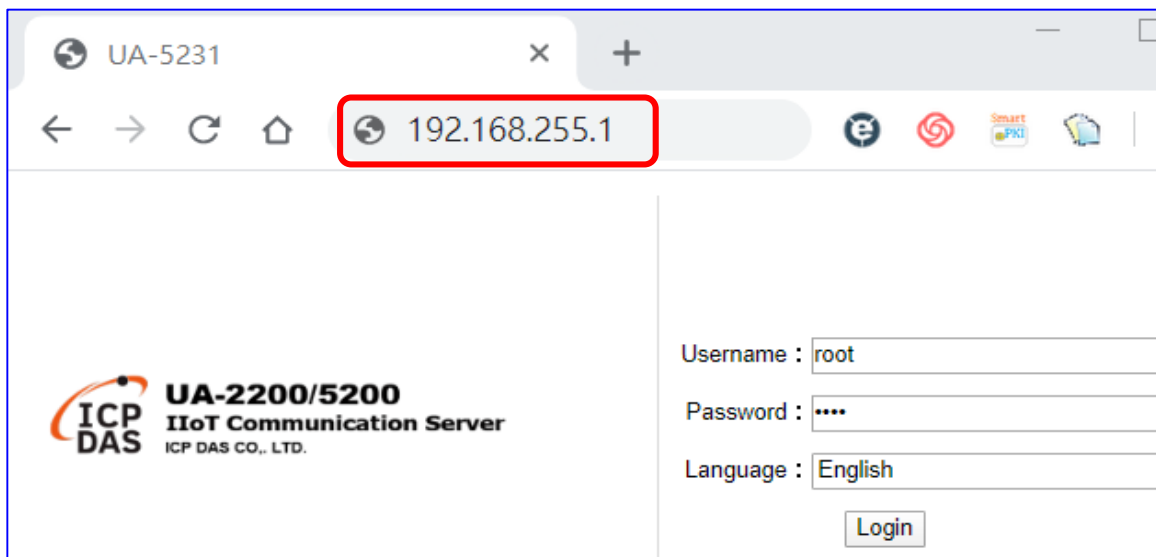 UA-5231
192.168.255.1
Smart
PKI
ICP
DAS
UA-2200/5200
IIoT Communication Server
ICP DAS CO,. LTD.
Username : root
Password : ••••
Language : English
Login